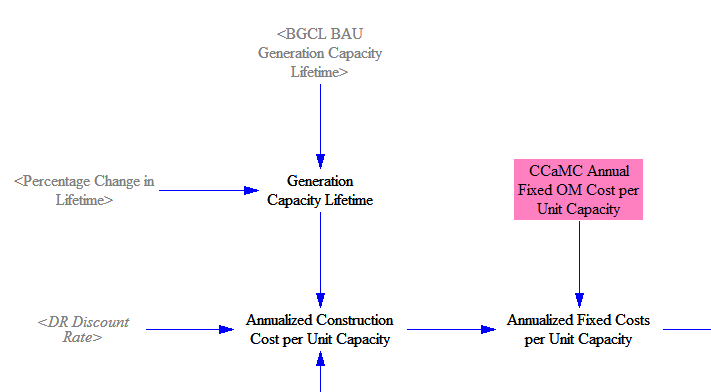 <BGCL BAU
Generation Capacity
Lifetime>
<Percentage Change in
Lifetime>
Generation
Capacity Lifetime
CCaMC Annual
Fixed OM Cost per
Unit Capacity
<DR Discount
Rate>
Annualized Construction
Cost per Unit Capacity
Annualized Fixed Costs
per Unit Capacity